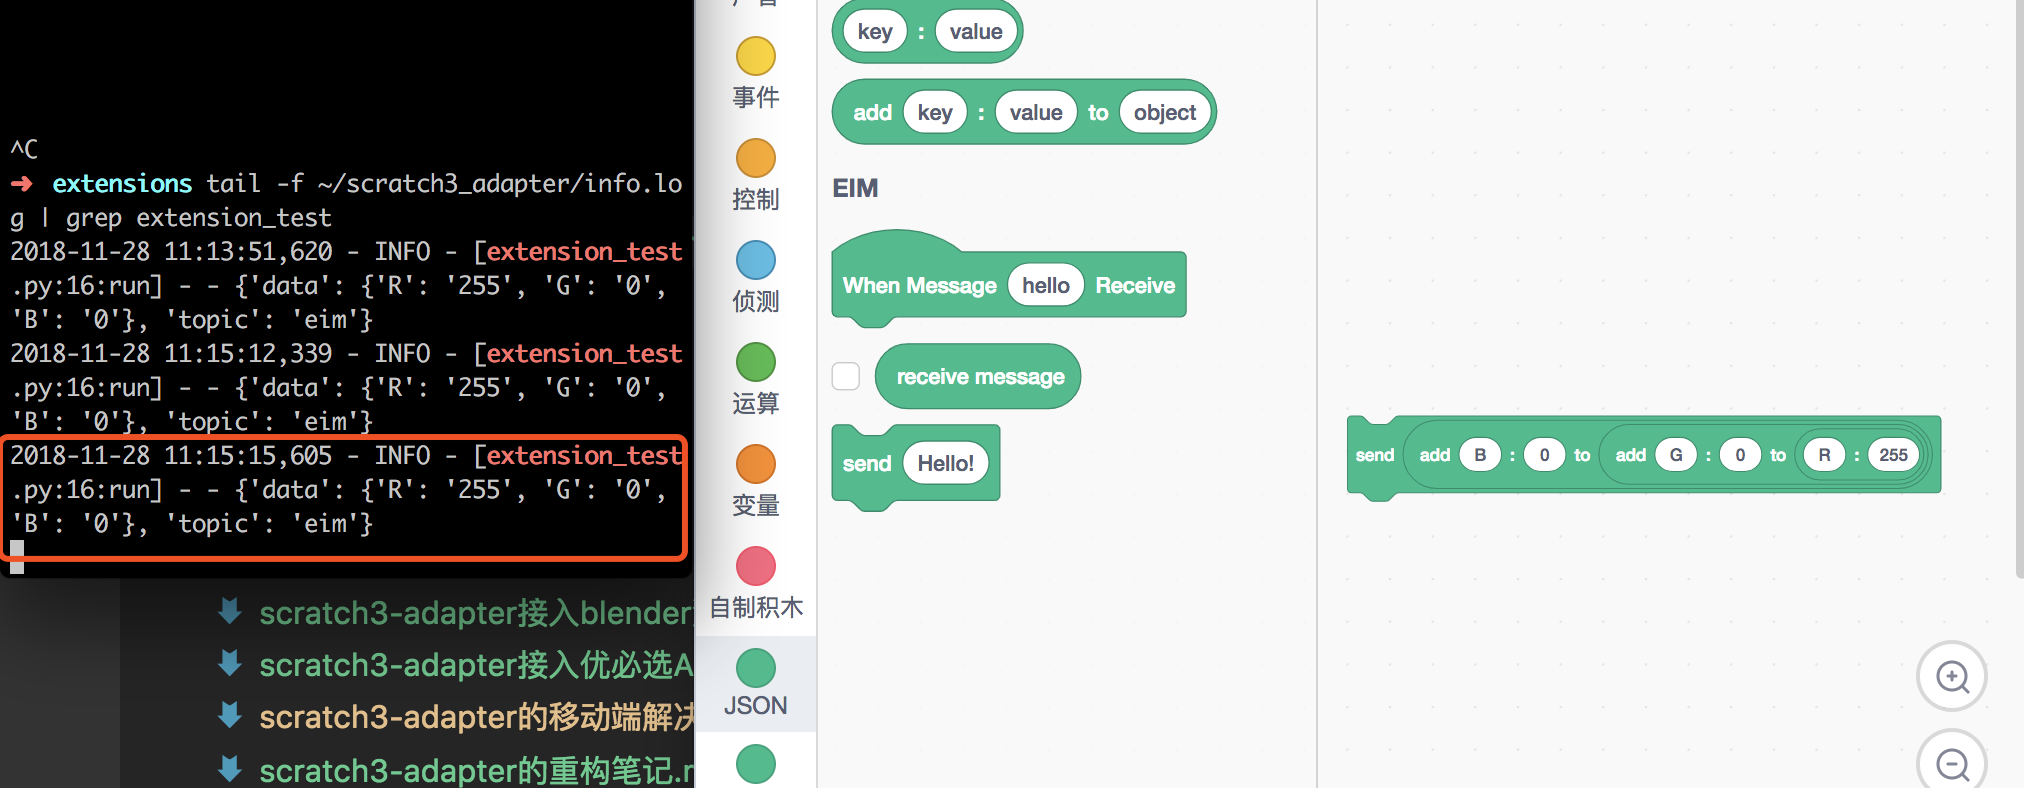 ^C
➜ extensions tail -f ~/scratch3_adapter/info.lo
g | grep extension_test
2018-11-28 11:13:51,620 - INFO - [extension_test
.py:16:run] - - {'data': {'R': '255', 'G': '0',
'B': '0'}, 'topic': 'eim'}
2018-11-28 11:15:12,339 - INFO - [extension_test
.py:16:run] - - {'data': {'R': '255', 'G': '0',
'B': '0'}, 'topic': 'eim'}
2018-11-28 11:15:15,605 - INFO - [extension_test
.py:16:run] - - {'data': {'R': '255', 'G': '0',
'B': '0'}, 'topic': 'eim'}
scratch3-adapter接入blender
scratch3-adapter接入优必选A
scratch3-adapter的移动端解决
scratch3-adapter的重构笔记.r
事件
控制
侦测
运算
变量
自制积木
JSON
key : value
add key : value to object
EIM
When Message hello Receive
receive message
send Hello!
send add B : 0 to add G : 0 to R : 255